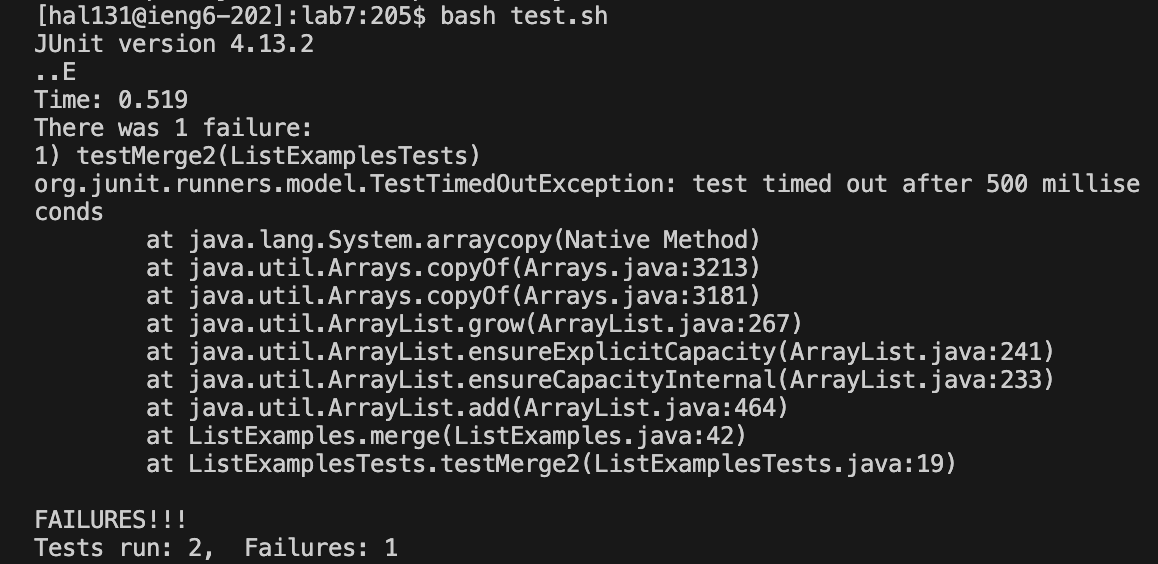 [hal131@ieng6-202]:lab7:205$ bash test.sh
JUnit version 4.13.2
..E
Time: 0.519
There was 1 failure:
1) testMerge2(ListExamplesTests)
org.junit.runners.model.TestTimedOutException: test timed out after 500 millise
conds
        at java.lang.System.arraycopy(Native Method)
        at java.util.Arrays.copyOf(Arrays.java:3213)
        at java.util.Arrays.copyOf(Arrays.java:3181)
        at java.util.ArrayList.grow(ArrayList.java:267)
        at java.util.ArrayList.ensureExplicitCapacity(ArrayList.java:241)
        at java.util.ArrayList.ensureCapacityInternal(ArrayList.java:233)
        at java.util.ArrayList.add(ArrayList.java:464)
        at ListExamples.merge(ListExamples.java:42)
        at ListExamplesTests.testMerge2(ListExamplesTests.java:19)

FAILURES!!!
Tests run: 2,  Failures: 1